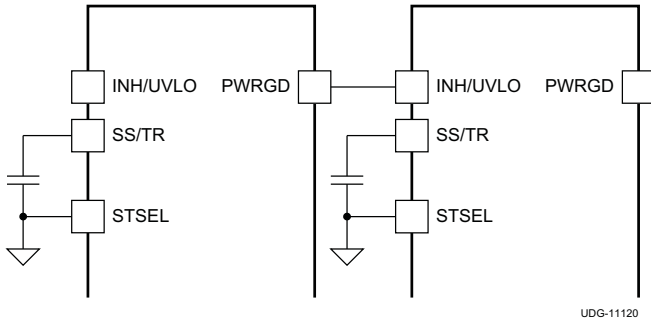 INH/UVLO PWRGD INH/UVLO PWRGD
SS/TR SS/TR
STSEL STSEL
UDG-11120